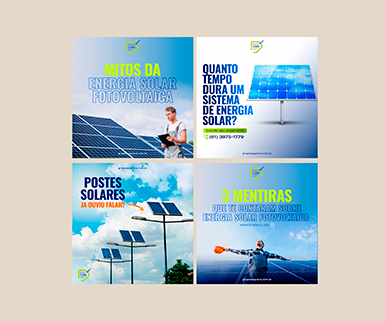 MITOS DA
ENERGIA SOLAR
FOTOVOLTAICA
QUANTO
TEMPO
DURA UM
SISTEMA
DE ENERGIA
SOLAR?
(61) 3975-1779
POSTES
SOLARES
JÁ OUVIU FALAR?
3 MENTIRAS
QUE TE CONTARAM SOBRE
ENERGIA SOLAR FOTOVOLTAICA